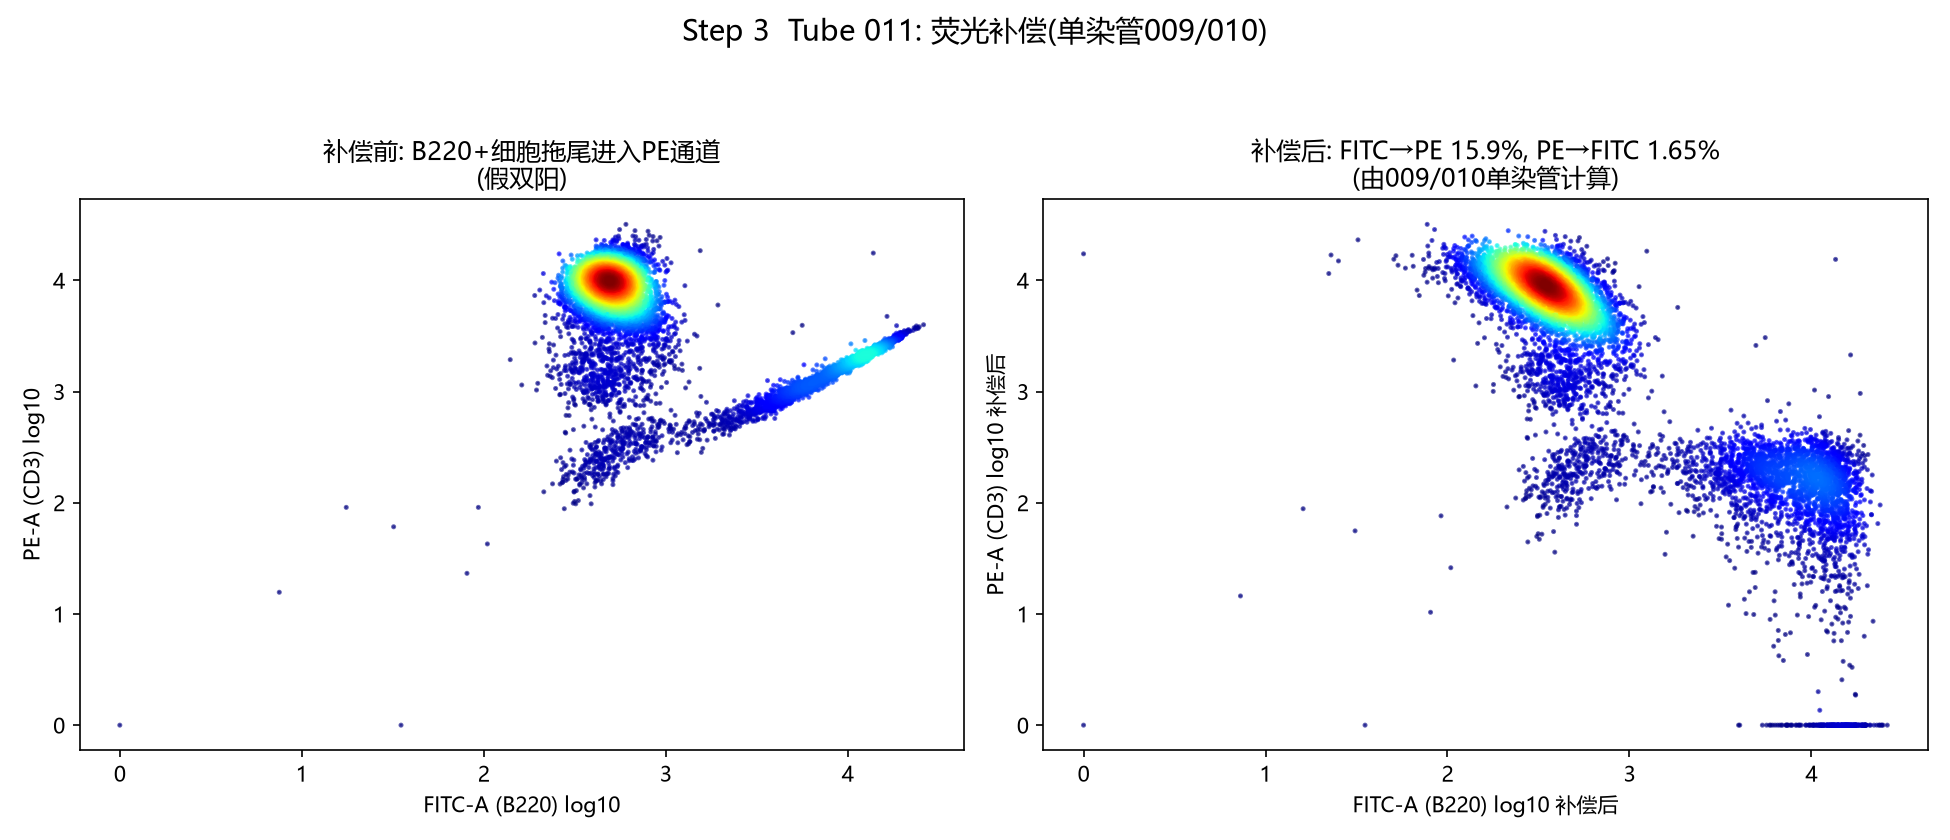 Step 3  Tube 011: 荧光补偿(单染管009/010)
补偿前: B220+细胞拖尾进入PE通道
(假双阳)
PE-A (CD3) log10
4
3
2
1
0
0 1 2 3 4
FITC-A (B220) log10
补偿后: FITC→PE 15.9%, PE→FITC 1.65%
(由009/010单染管计算)
PE-A (CD3) log10 补偿后
4
3
2
1
0
0 1 2 3 4
FITC-A (B220) log10 补偿后